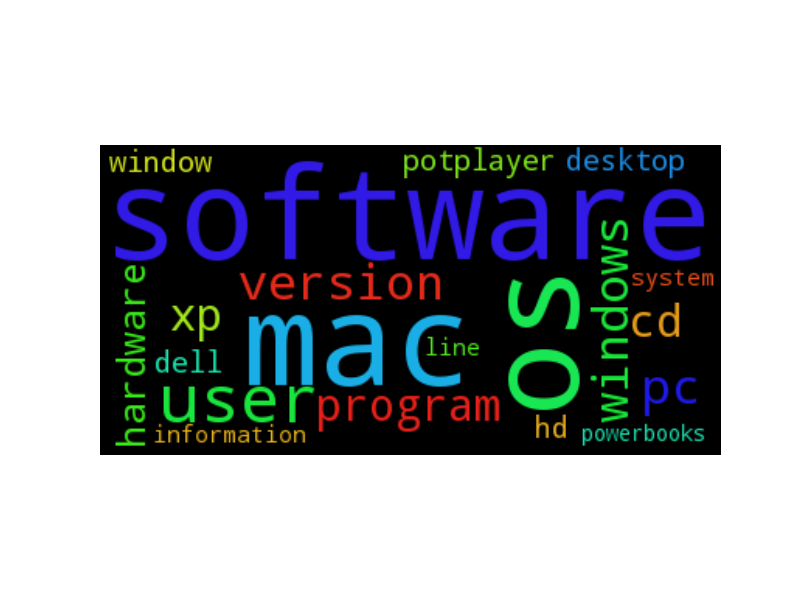 window
potplayer
desktop
software
hardware
version
os
windows
system
xp
mac
cd
line
dell
user
program
pc
information
hd
powerbooks